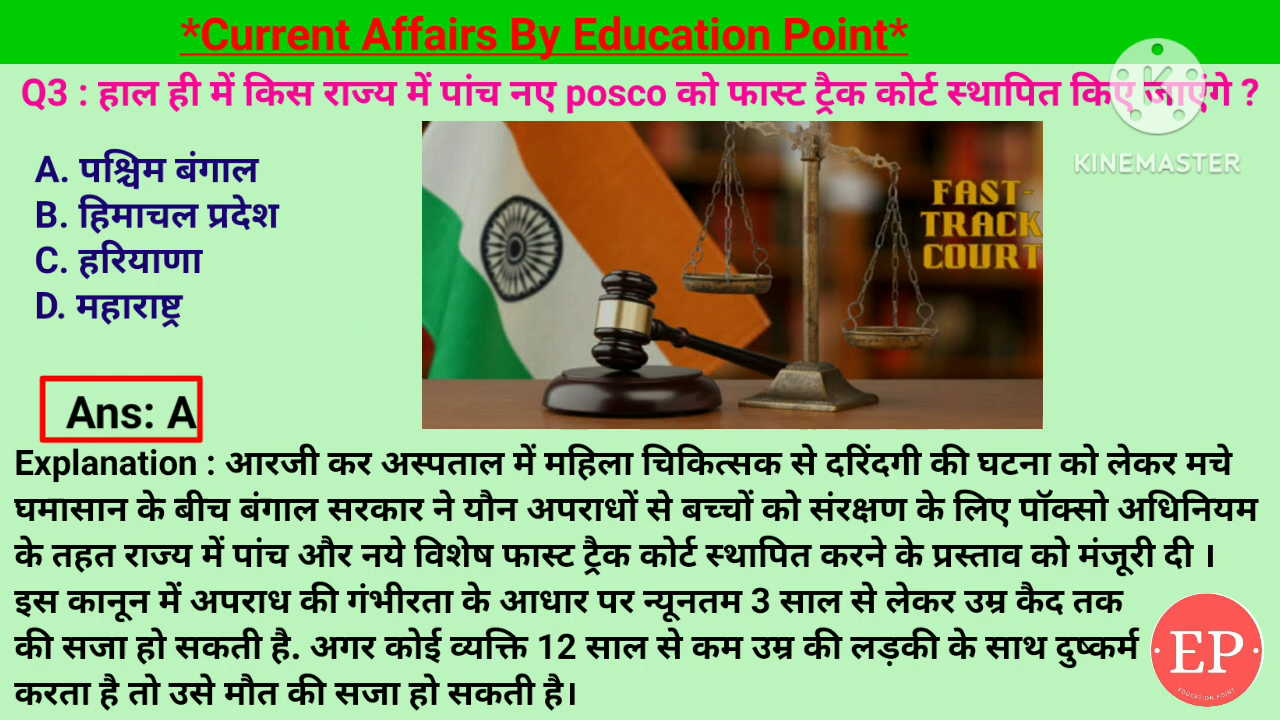 *Current Affairs By Education Point*
Q3 : हाल ही में किस राज्य में पांच नए posco को फास्ट ट्रैक कोर्ट स्थापित किए जाएंगे ?
KINEMASTER
A. पश्चिम बंगाल
B. हिमाचल प्रदेश
C. हरियाणा
D. महाराष्ट्र
FAST-
TRACK
COURT
Ans: A
Explanation : आरजी कर अस्पताल में महिला चिकित्सक से दरिंदगी की घटना को लेकर मचे
घमासान के बीच बंगाल सरकार ने यौन अपराधों से बच्चों को संरक्षण के लिए पॉक्सो अधिनियम
के तहत राज्य में पांच और नये विशेष फास्ट ट्रैक कोर्ट स्थापित करने के प्रस्ताव को मंजूरी दी ।
इस कानून में अपराध की गंभीरता के आधार पर न्यूनतम 3 साल से लेकर उम्र कैद तक
की सजा हो सकती है. अगर कोई व्यक्ति 12 साल से कम उम्र की लड़की के साथ दुष्कर्म
करता है तो उसे मौत की सजा हो सकती है।
EP
EDUCATION POINT